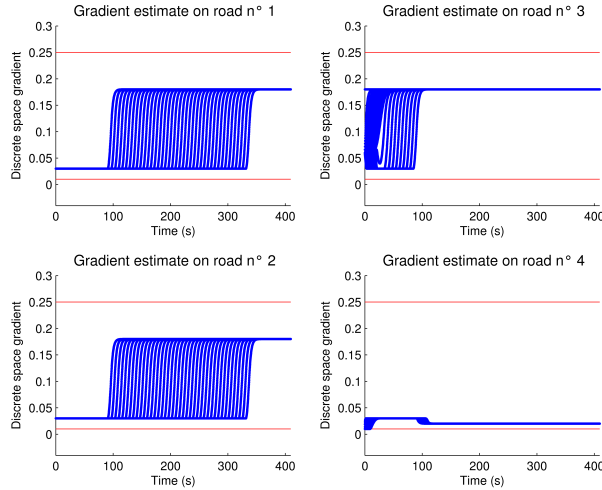 Gradient estimate on road n° 1
Discrete space gradient
0.3
0.25
0.2
0.15
0.1
0.05
0
0 100 200 300 400
Time (s)
Gradient estimate on road n° 3
Discrete space gradient
0.3
0.25
0.2
0.15
0.1
0.05
0
0 100 200 300 400
Time (s)
Gradient estimate on road n° 2
Discrete space gradient
0.3
0.25
0.2
0.15
0.1
0.05
0
0 100 200 300 400
Time (s)
Gradient estimate on road n° 4
Discrete space gradient
0.3
0.25
0.2
0.15
0.1
0.05
0
0 100 200 300 400
Time (s)